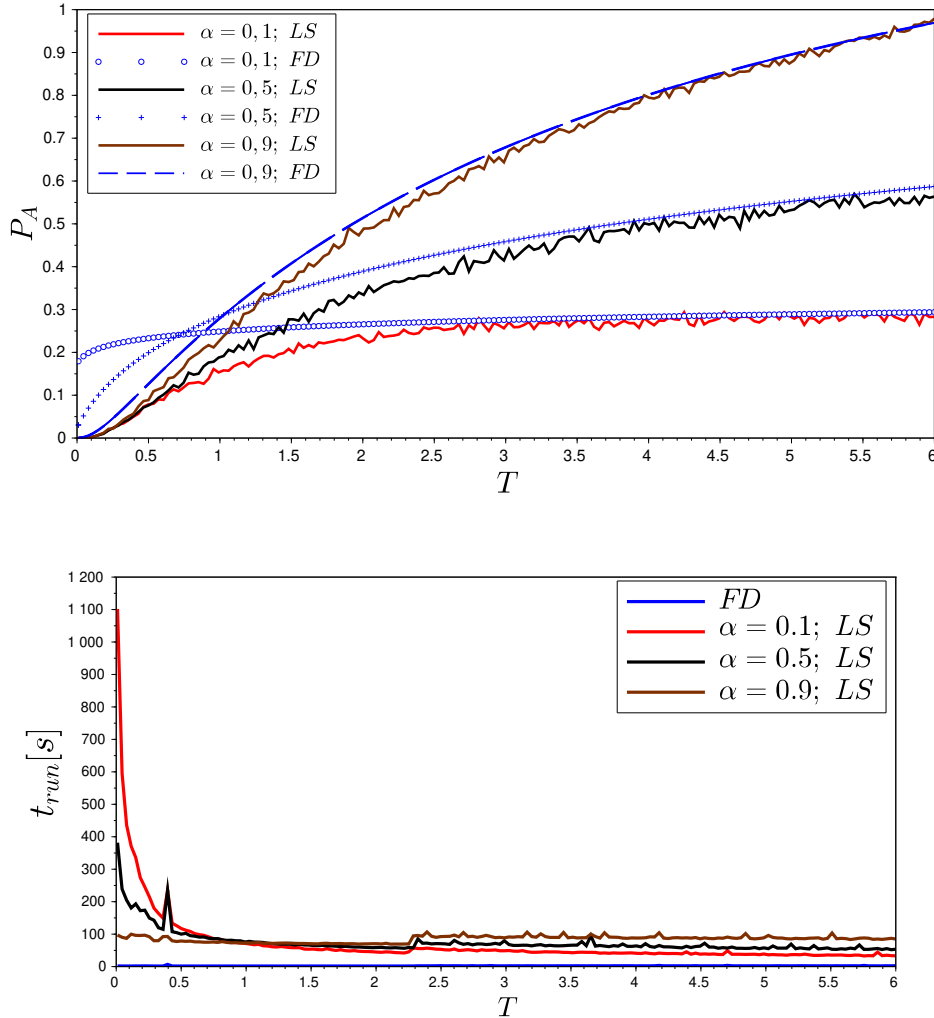 1
0.9
0.8
0.7
0.6
0.5
0.4
0.3
0.2
0.1
0
P_A
α = 0, 1; LS
α = 0, 1; FD
α = 0, 5; LS
α = 0, 5; FD
α = 0, 9; LS
α = 0, 9; FD
0 0.5 1 1.5 2 2.5 3 3.5 4 4.5 5 5.5 6
T
1 200
1 100
1 000
900
800
700
600
500
400
300
200
100
0
t_{run}[s]
FD
α = 0.1; LS
α = 0.5; LS
α = 0.9; LS
0 0.5 1 1.5 2 2.5 3 3.5 4 4.5 5 5.5 6
T